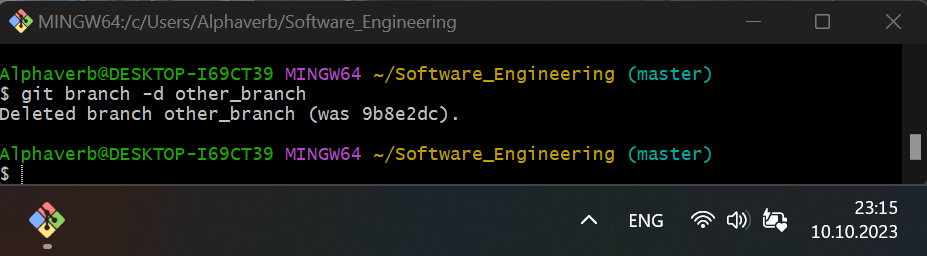 MINGW64:/c/Users/Alphaverb/Software_Engineering
Alphaverb@DESKTOP-I69CT39 MINGW64 ~/Software_Engineering (master)
$ git branch -d other_branch
Deleted branch other_branch (was 9b8e2dc).
Alphaverb@DESKTOP-I69CT39 MINGW64 ~/Software_Engineering (master)
$
ENG
23:15
10.10.2023